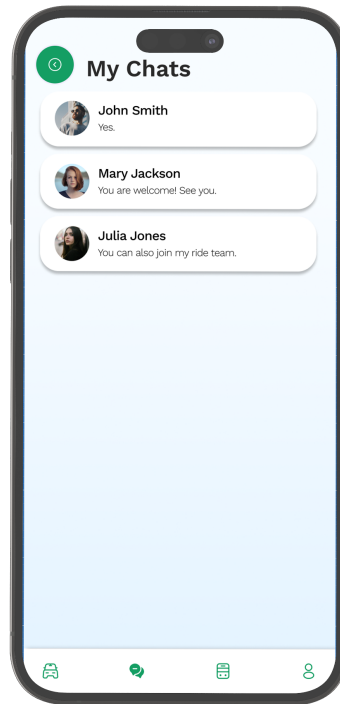 My Chats
John Smith
Yes.
Mary Jackson
You are welcome! See you.
Julia Jones
You can also join my ride team.